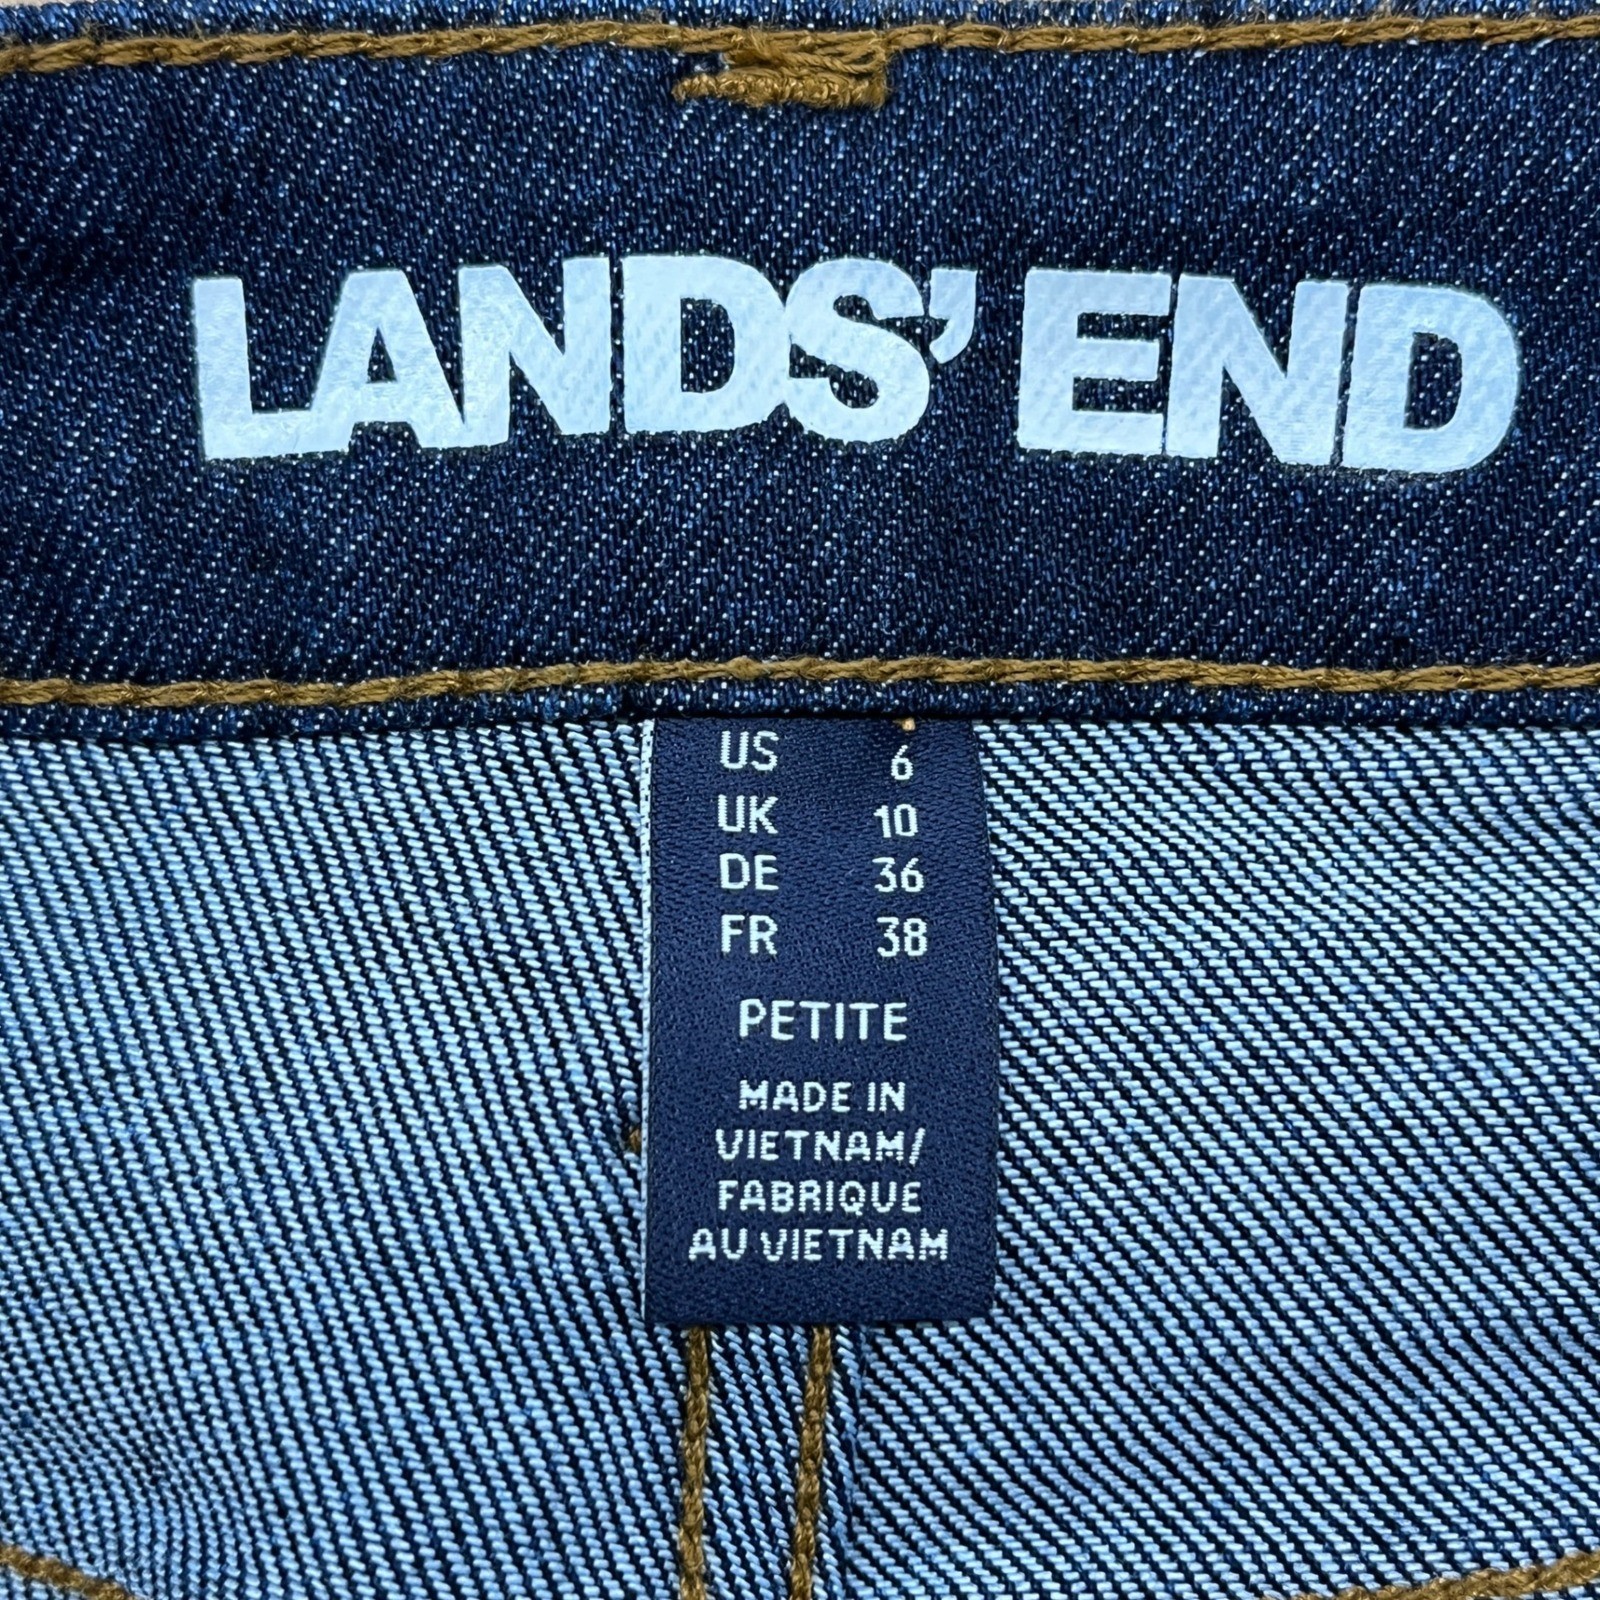 LANDS' END
US 6
UK 10
DE 36
FR 38
PETITE
MADE IN
VIETNAM/
FABRIQUE
AU VIETNAM